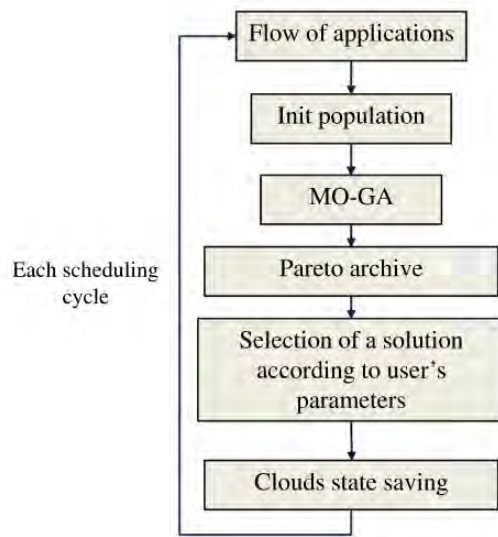 Flow of applications
Init population
MO-GA
Each scheduling
cycle
Pareto archive
Selection of a solution
according to user's
parameters
Clouds state saving